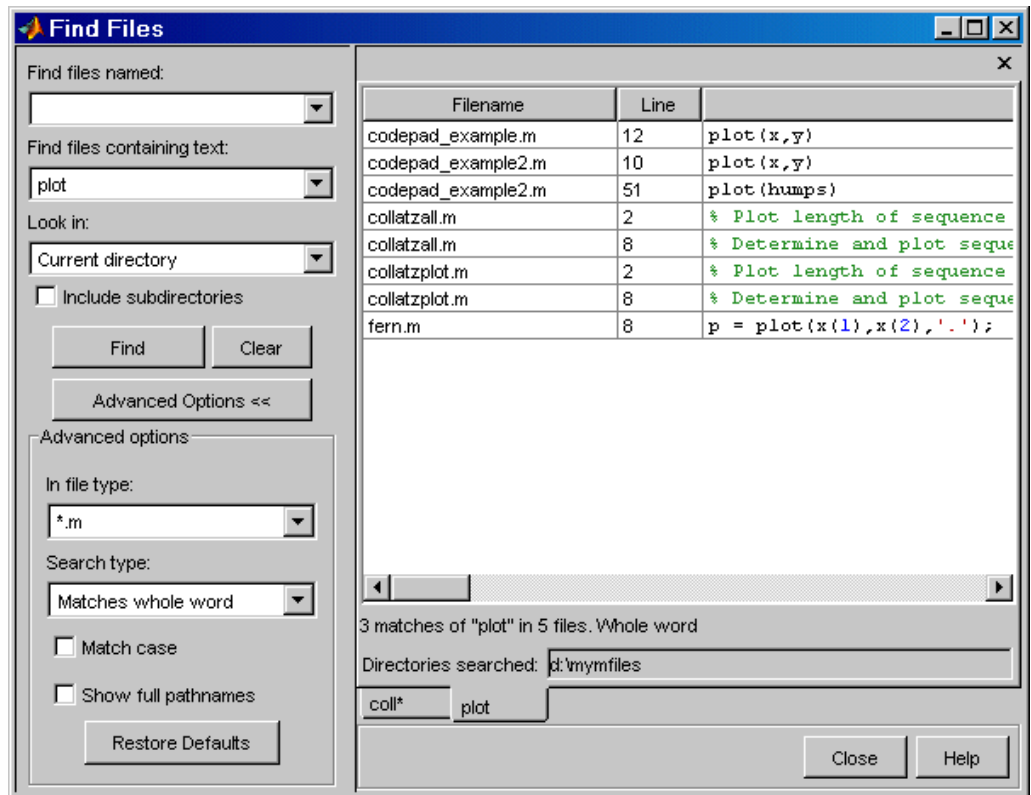 Find Files
Find files named:
Find files containing text:
plot
Look in:
Current directory
Include subdirectories
Find
Clear
Advanced Options <<
Advanced options
In file type:
*.m
Search type:
Matches whole word
Match case
Show full pathnames
Restore Defaults
Filename Line
codepad_example.m 12 plot(x,y)
codepad_example2.m 10 plot(x,y)
codepad_example2.m 51 plot(humps)
collatzall.m 2 % Plot length of sequence
collatzall.m 8 % Determine and plot seque
collatzplot.m 2 % Plot length of sequence
collatzplot.m 8 % Determine and plot seque
fern.m 8 p = plot(x(1),x(2),'.');
3 matches of "plot" in 5 files. Whole word
Directories searched: d:\mymfiles
coll* plot
Close
Help